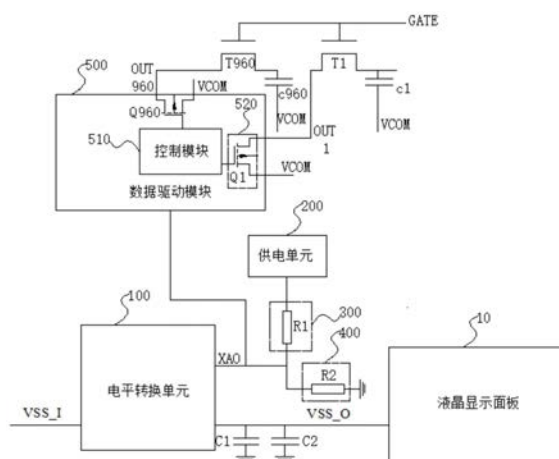 GATE
T960
T1
OUT
960
VCOM
c960
c1
500
Q960
VCOM
VCOM
520
OUT
1
510
控制模块
Q1
VCOM
数据驱动模块
200
供电单元
100
R1
300
400
10
XAO
R2
电平转换单元
液晶显示面板
VSS_I
VSS_O
C1
C2